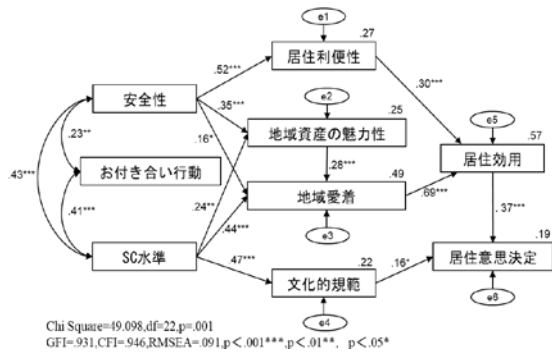 e1
.27
居住利便性
.52***
.30***
e2
安全性
.35***
.25
e5
地域資産の魅力性
.57
.16*
.23**
居住効用
.28***
.43***
お付き合い行動
.49
地域愛着
.69***
.24**
.41***
.44***
e3
.37***
.19
SC水準
.47***
.22
.16*
居住意思決定
文化的規範
e4
e6
Chi Square=49.098,df=22,p=.001
GFI=.931,CFI=.946,RMSEA=.091,p＜.001***,p＜.01**, p＜.05*